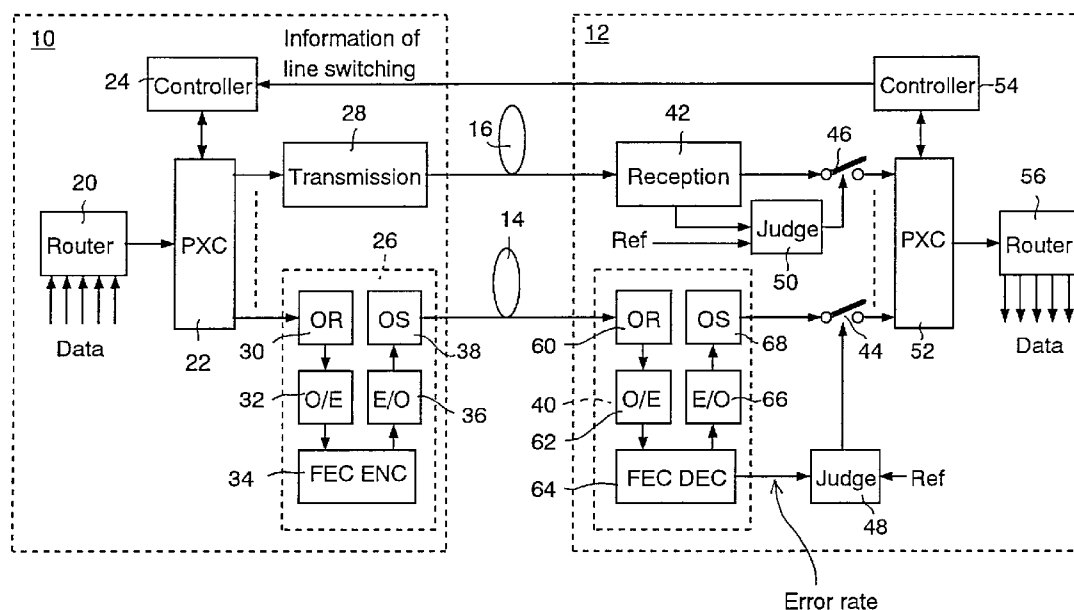 10
Information of
line switching
12
24
Controller
Controller
54
28
16
42
46
Transmission
Reception
20
56
Router
PXC
14
Ref
Judge
PXC
Router
26
50
Data
OR
OS
OR
OS
44
22
30
38
60
68
52
Data
32
O/E
E/O
36
40
O/E
E/O
66
62
34
FEC ENC
64
FEC DEC
Judge
Ref
48
Error rate